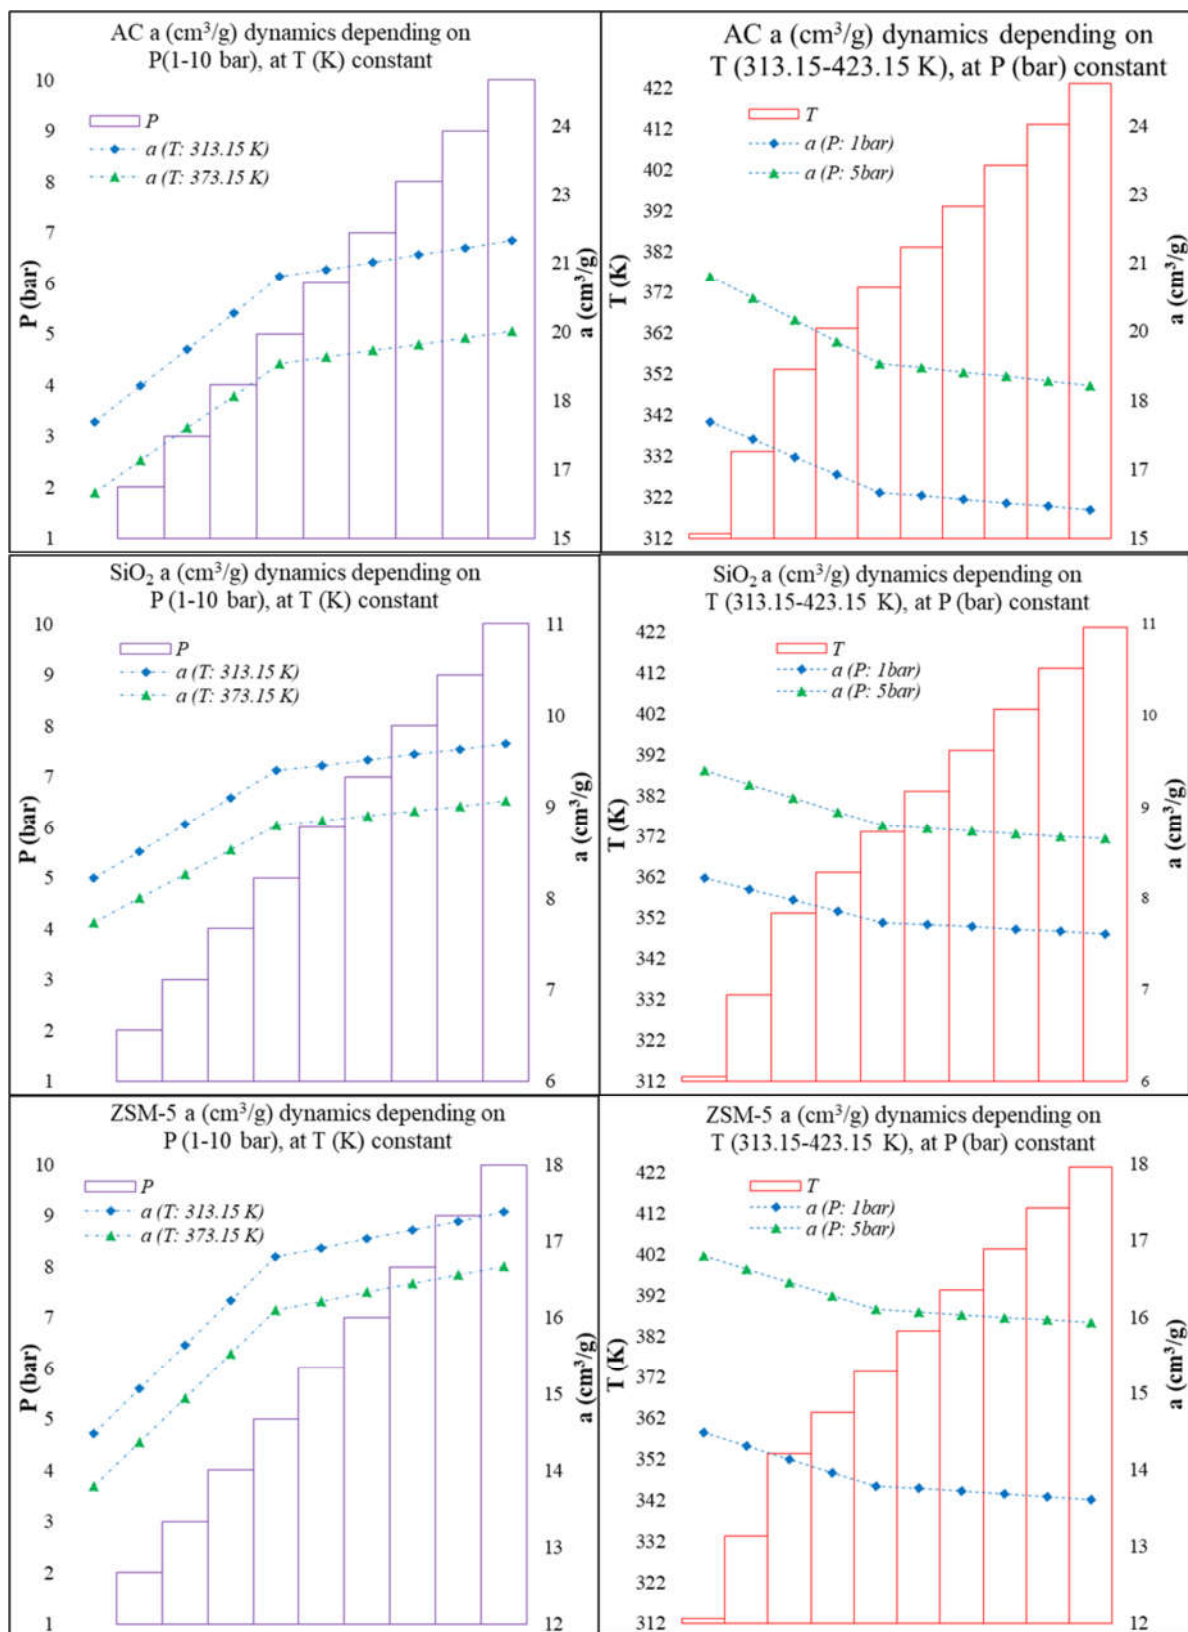 AC a (cm³/g) dynamics depending on
P(1-10 bar), at T (K) constant
10
9
8
7
6
5
4
3
2
1
P (bar)
P
a (T: 313.15 K)
a (T: 373.15 K)
24
23
21
20
18
17
15
a (cm³/g)
AC a (cm³/g) dynamics depending on
T (313.15-423.15 K), at P (bar) constant
422
412
402
392
382
372
362
352
342
332
322
312
T (K)
T
a (P: 1bar)
a (P: 5bar)
24
23
21
20
18
17
15
a (cm³/g)
SiO₂ a (cm³/g) dynamics depending on
P (1-10 bar), at T (K) constant
10
9
8
7
6
5
4
3
2
1
P (bar)
P
a (T: 313.15 K)
a (T: 373.15 K)
11
10
9
8
7
6
a (cm³/g)
SiO₂ a (cm³/g) dynamics depending on
T (313.15-423.15 K), at P (bar) constant
422
412
402
392
382
372
362
352
342
332
322
312
T (K)
T
a (P: 1bar)
a (P: 5bar)
11
10
9
8
7
6
a (cm³/g)
ZSM-5 a (cm³/g) dynamics depending on
P (1-10 bar), at T (K) constant
10
9
8
7
6
5
4
3
2
1
P (bar)
P
a (T: 313.15 K)
a (T: 373.15 K)
18
17
16
15
14
13
12
a (cm³/g)
ZSM-5 a (cm³/g) dynamics depending on
T (313.15-423.15 K), at P (bar) constant
422
412
402
392
382
372
362
352
342
332
322
312
T (K)
T
a (P: 1bar)
a (P: 5bar)
18
17
16
15
14
13
12
a (cm³/g)